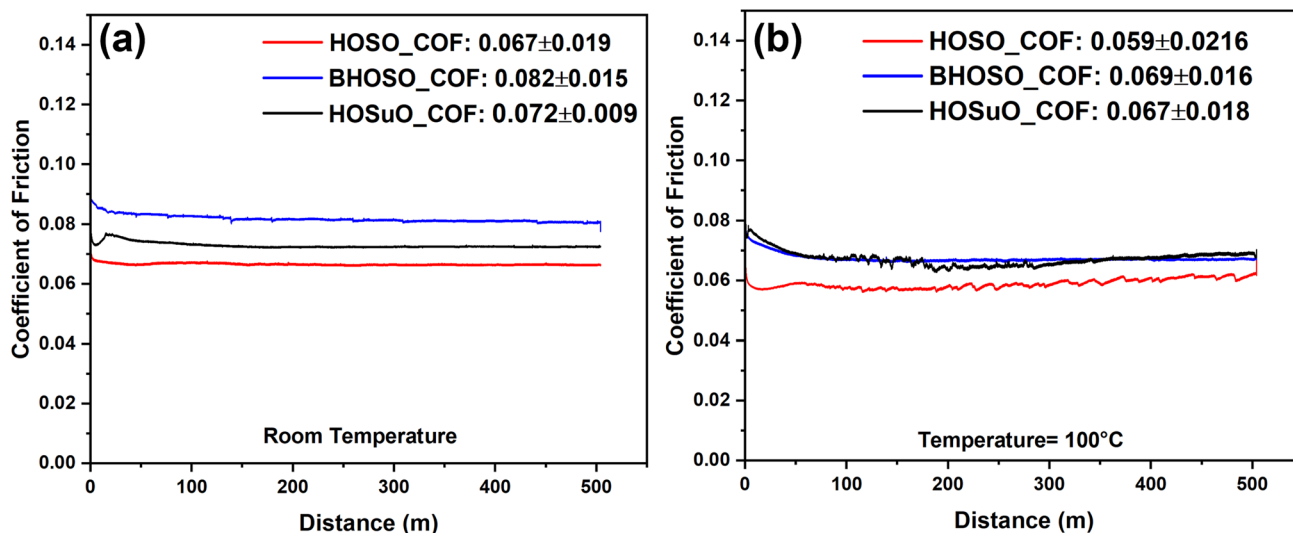 (a)
HOSO_COF: 0.067±0.019
BHOSO_COF: 0.082±0.015
HOSuO_COF: 0.072±0.009
0.14
0.12
0.10
0.08
0.06
0.04
0.02
0.00
Coefficient of Friction
Room Temperature
0
100
200
300
400
500
Distance (m)
(b)
HOSO_COF: 0.059±0.0216
BHOSO_COF: 0.069±0.016
HOSuO_COF: 0.067±0.018
0.14
0.12
0.10
0.08
0.06
0.04
0.02
0.00
Coefficient of Friction
Temperature= 100°C
0
100
200
300
400
500
Distance (m)